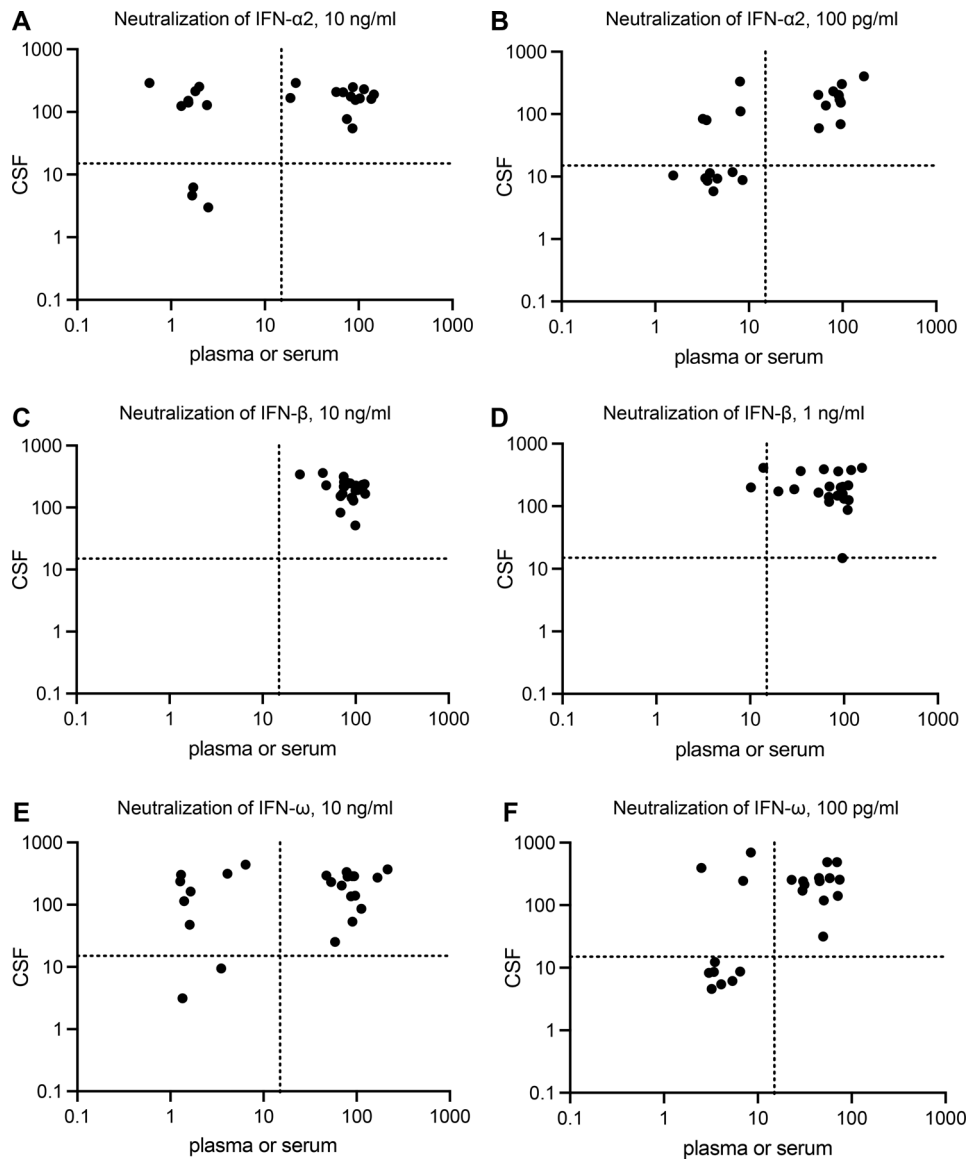 A
Neutralization of IFN-α2, 10 ng/ml
1000
100
10
1
0.1
CSF
0.1 1 10 100 1000
plasma or serum
B
Neutralization of IFN-α2, 100 pg/ml
1000
100
10
1
0.1
CSF
0.1 1 10 100 1000
plasma or serum
C
Neutralization of IFN-β, 10 ng/ml
1000
100
10
1
0.1
CSF
0.1 1 10 100 1000
plasma or serum
D
Neutralization of IFN-β, 1 ng/ml
1000
100
10
1
0.1
CSF
0.1 1 10 100 1000
plasma or serum
E
Neutralization of IFN-ω, 10 ng/ml
1000
100
10
1
0.1
CSF
0.1 1 10 100 1000
plasma or serum
F
Neutralization of IFN-ω, 100 pg/ml
1000
100
10
1
0.1
CSF
0.1 1 10 100 1000
plasma or serum